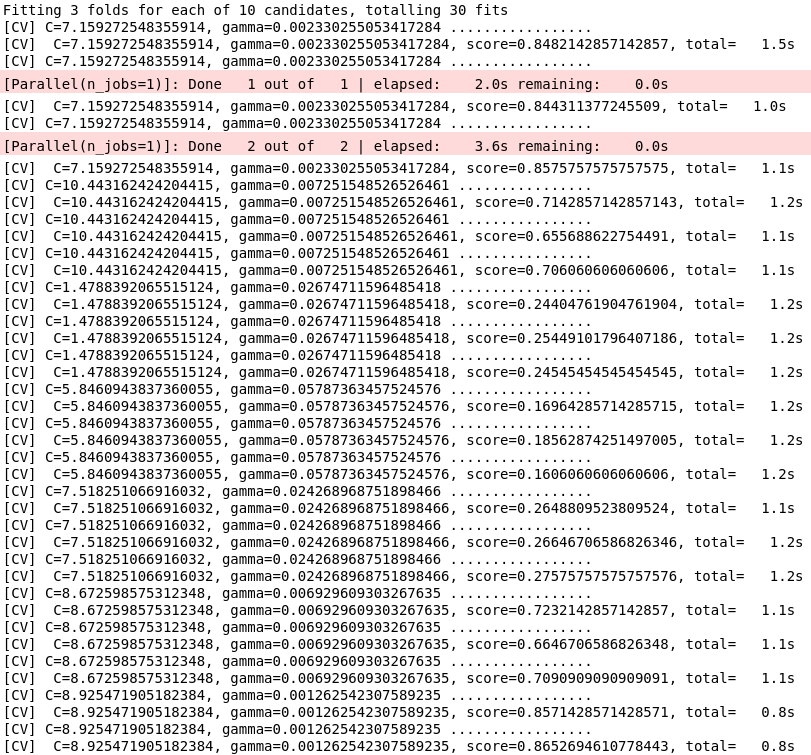 Fitting 3 folds for each of 10 candidates, totalling 30 fits
[CV] C=7.159272548355914, gamma=0.002330255053417284 .................
[CV]  C=7.159272548355914, gamma=0.002330255053417284, score=0.8482142857142857, total=   1.5s
[CV] C=7.159272548355914, gamma=0.002330255053417284 .................
[Parallel(n_jobs=1)]: Done   1 out of   1 | elapsed:    2.0s remaining:    0.0s
[CV]  C=7.159272548355914, gamma=0.002330255053417284, score=0.844311377245509, total=   1.0s
[CV] C=7.159272548355914, gamma=0.002330255053417284 .................
[Parallel(n_jobs=1)]: Done   2 out of   2 | elapsed:    3.6s remaining:    0.0s
[CV]  C=7.159272548355914, gamma=0.002330255053417284, score=0.8575757575757575, total=   1.1s
[CV] C=10.443162424204415, gamma=0.007251548526526461 ................
[CV]  C=10.443162424204415, gamma=0.007251548526526461, score=0.7142857142857143, total=   1.2s
[CV] C=10.443162424204415, gamma=0.007251548526526461 ................
[CV]  C=10.443162424204415, gamma=0.007251548526526461, score=0.655688622754491, total=   1.1s
[CV] C=10.443162424204415, gamma=0.007251548526526461 ................
[CV]  C=10.443162424204415, gamma=0.007251548526526461, score=0.706060606060606, total=   1.1s
[CV] C=1.4788392065515124, gamma=0.02674711596485418 .................
[CV]  C=1.4788392065515124, gamma=0.02674711596485418, score=0.24404761904761904, total=   1.2s
[CV] C=1.4788392065515124, gamma=0.02674711596485418 .................
[CV]  C=1.4788392065515124, gamma=0.02674711596485418, score=0.25449101796407186, total=   1.2s
[CV] C=1.4788392065515124, gamma=0.02674711596485418 .................
[CV]  C=1.4788392065515124, gamma=0.02674711596485418, score=0.24545454545454545, total=   1.2s
[CV] C=5.8460943837360055, gamma=0.05787363457524576 .................
[CV]  C=5.8460943837360055, gamma=0.05787363457524576, score=0.16964285714285715, total=   1.2s
[CV] C=5.8460943837360055, gamma=0.05787363457524576 .................
[CV]  C=5.8460943837360055, gamma=0.05787363457524576, score=0.18562874251497005, total=   1.2s
[CV] C=5.8460943837360055, gamma=0.05787363457524576 .................
[CV]  C=5.8460943837360055, gamma=0.05787363457524576, score=0.1606060606060606, total=   1.2s
[CV] C=7.518251066916032, gamma=0.024268968751898466 .................
[CV]  C=7.518251066916032, gamma=0.024268968751898466, score=0.2648809523809524, total=   1.1s
[CV] C=7.518251066916032, gamma=0.024268968751898466 .................
[CV]  C=7.518251066916032, gamma=0.024268968751898466, score=0.26646706586826346, total=   1.2s
[CV] C=7.518251066916032, gamma=0.024268968751898466 .................
[CV]  C=7.518251066916032, gamma=0.024268968751898466, score=0.27575757575757576, total=   1.2s
[CV] C=8.672598575312348, gamma=0.006929609303267635 .................
[CV]  C=8.672598575312348, gamma=0.006929609303267635, score=0.7232142857142857, total=   1.1s
[CV] C=8.672598575312348, gamma=0.006929609303267635 .................
[CV]  C=8.672598575312348, gamma=0.006929609303267635, score=0.6646706586826348, total=   1.1s
[CV] C=8.672598575312348, gamma=0.006929609303267635 .................
[CV]  C=8.672598575312348, gamma=0.006929609303267635, score=0.7090909090909091, total=   1.1s
[CV] C=8.925471905182384, gamma=0.001262542307589235 .................
[CV]  C=8.925471905182384, gamma=0.001262542307589235, score=0.8571428571428571, total=   0.8s
[CV] C=8.925471905182384, gamma=0.001262542307589235 .................
[CV]  C=8.925471905182384, gamma=0.001262542307589235, score=0.8652694610778443, total=   0.8s